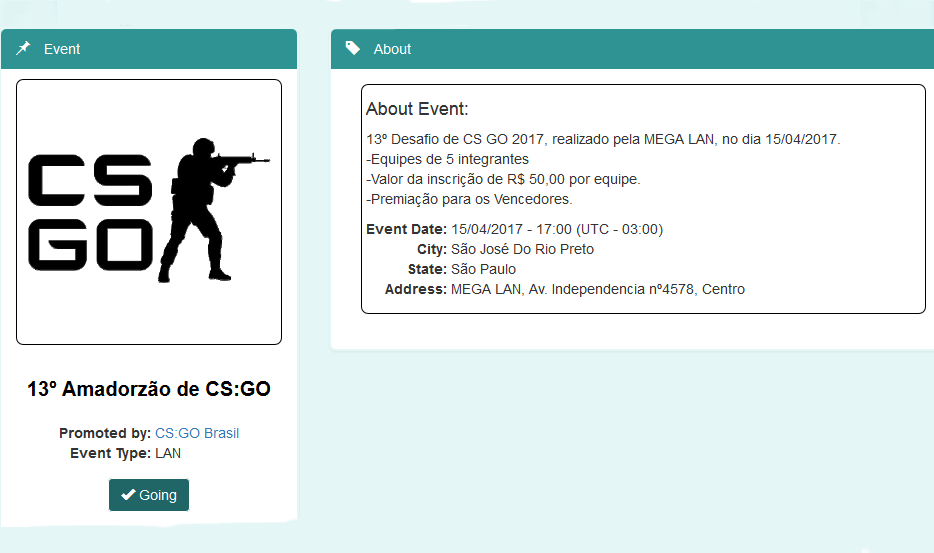 Event
CS
GO
13º Amadorzão de CS:GO
Promoted by: CS:GO Brasil
Event Type: LAN
Going
About
About Event:
13º Desafio de CS GO 2017, realizado pela MEGA LAN, no dia 15/04/2017.
-Equipes de 5 integrantes
-Valor da inscrição de R$ 50,00 por equipe.
-Premiação para os Vencedores.
Event Date: 15/04/2017 - 17:00 (UTC - 03:00)
City: São José Do Rio Preto
State: São Paulo
Address: MEGA LAN, Av. Independencia nº4578, Centro